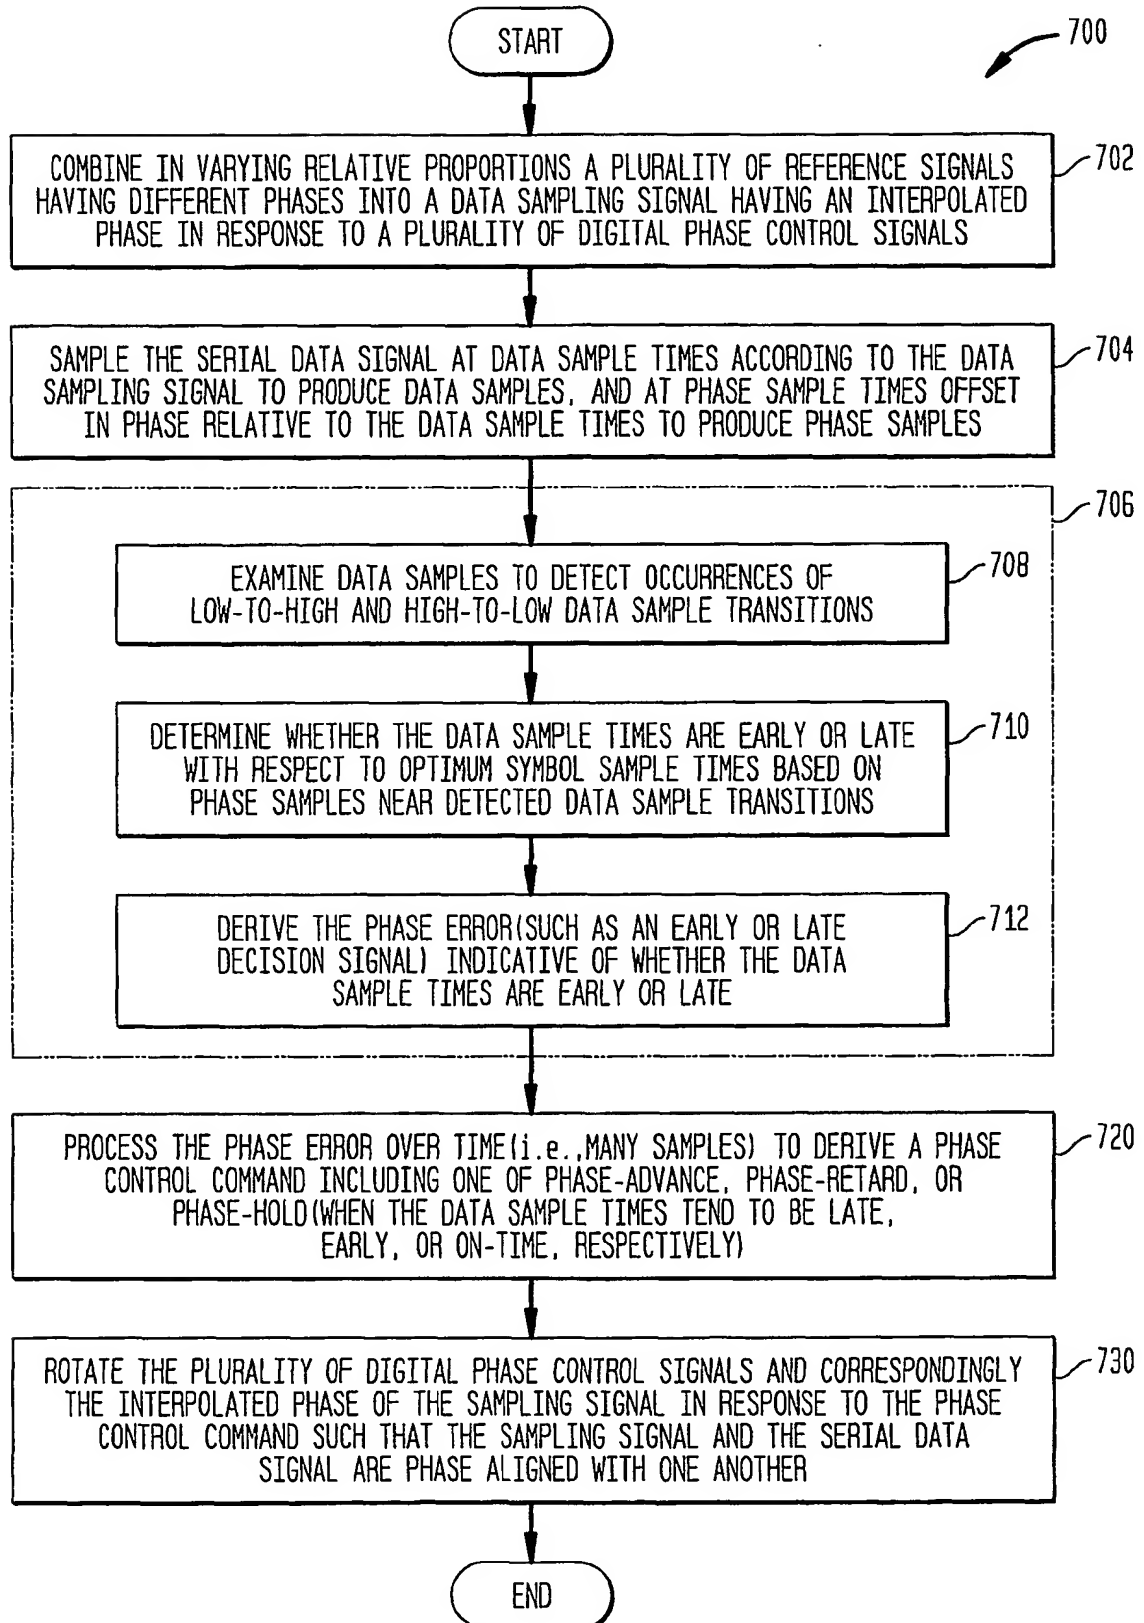 START
700
COMBINE IN VARYING RELATIVE PROPORTIONS A PLURALITY OF REFERENCE SIGNALS
HAVING DIFFERENT PHASES INTO A DATA SAMPLING SIGNAL HAVING AN INTERPOLATED
PHASE IN RESPONSE TO A PLURALITY OF DIGITAL PHASE CONTROL SIGNALS
702
SAMPLE THE SERIAL DATA SIGNAL AT DATA SAMPLE TIMES ACCORDING TO THE DATA
SAMPLING SIGNAL TO PRODUCE DATA SAMPLES, AND AT PHASE SAMPLE TIMES OFFSET
IN PHASE RELATIVE TO THE DATA SAMPLE TIMES TO PRODUCE PHASE SAMPLES
704
706
EXAMINE DATA SAMPLES TO DETECT OCCURRENCES OF
LOW-TO-HIGH AND HIGH-TO-LOW DATA SAMPLE TRANSITIONS
708
DETERMINE WHETHER THE DATA SAMPLE TIMES ARE EARLY OR LATE
WITH RESPECT TO OPTIMUM SYMBOL SAMPLE TIMES BASED ON
PHASE SAMPLES NEAR DETECTED DATA SAMPLE TRANSITIONS
710
DERIVE THE PHASE ERROR(SUCH AS AN EARLY OR LATE
DECISION SIGNAL) INDICATIVE OF WHETHER THE DATA
SAMPLE TIMES ARE EARLY OR LATE
712
PROCESS THE PHASE ERROR OVER TIME(i.e.,MANY SAMPLES) TO DERIVE A PHASE
CONTROL COMMAND INCLUDING ONE OF PHASE-ADVANCE, PHASE-RETARD, OR
PHASE-HOLD(WHEN THE DATA SAMPLE TIMES TEND TO BE LATE,
EARLY, OR ON-TIME, RESPECTIVELY)
720
ROTATE THE PLURALITY OF DIGITAL PHASE CONTROL SIGNALS AND CORRESPONDINGLY
THE INTERPOLATED PHASE OF THE SAMPLING SIGNAL IN RESPONSE TO THE PHASE
CONTROL COMMAND SUCH THAT THE SAMPLING SIGNAL AND THE SERIAL DATA
SIGNAL ARE PHASE ALIGNED WITH ONE ANOTHER
730
END